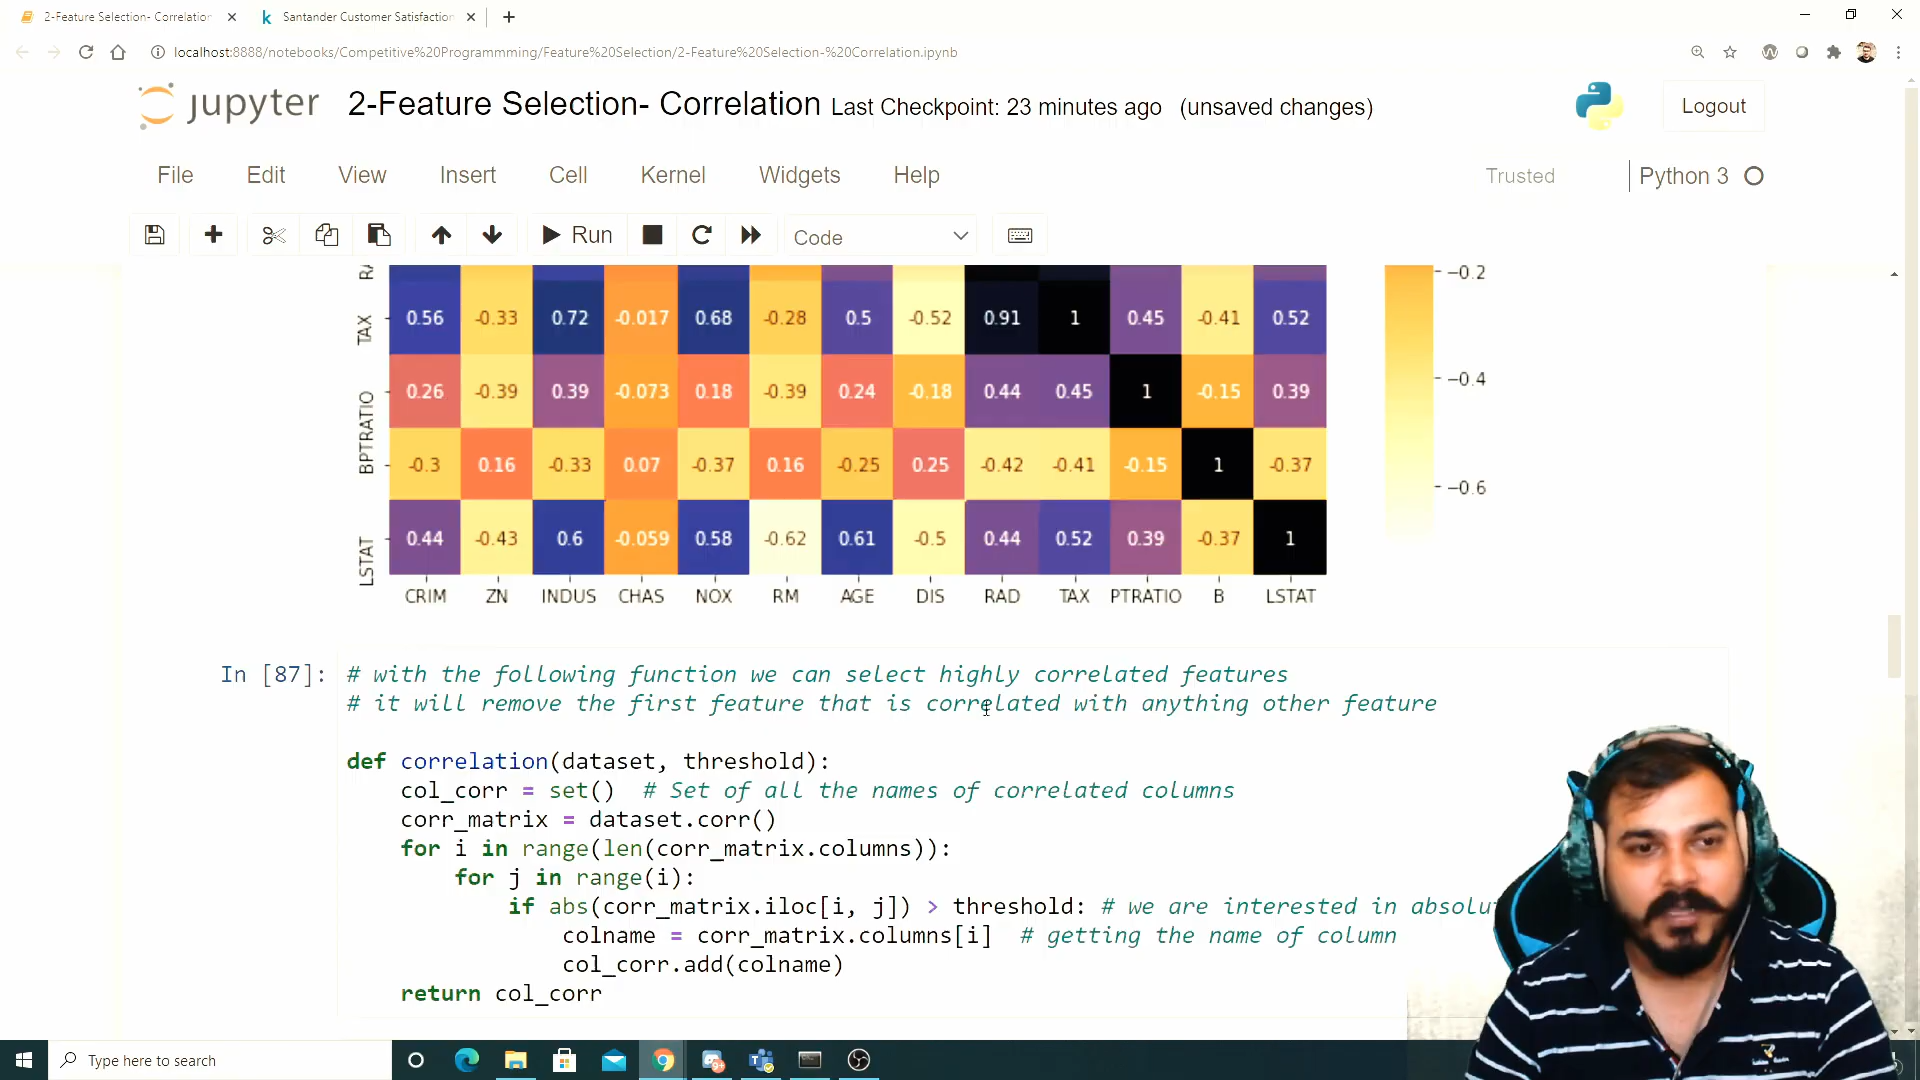 2-Feature Selection- Correlation
Santander Customer Satisfaction
localhost:8888/notebooks/Competitive%20Programmming/Feature%20Selection/2-Feature%20Selection-%20Correlation.ipynb
jupyter 2-Feature Selection- Correlation Last Checkpoint: 23 minutes ago (unsaved changes)
Logout
File Edit View Insert Cell Kernel Widgets Help
Trusted
Python 3
Run
Code
-0.2
TAX 0.56 -0.33 0.72 -0.017 0.68 -0.28 0.5 -0.52 0.91 1 0.45 -0.41 0.52
-0.4
PTRATIO 0.26 -0.39 0.39 -0.073 0.18 -0.39 0.24 -0.18 0.44 0.45 1 -0.15 0.39
B -0.3 0.16 -0.33 0.07 -0.37 0.16 -0.25 0.25 -0.42 -0.41 -0.15 1 -0.37
-0.6
LSTAT 0.44 -0.43 0.6 -0.059 0.58 -0.62 0.61 -0.5 0.44 0.52 0.39 -0.37 1
CRIM ZN INDUS CHAS NOX RM AGE DIS RAD TAX PTRATIO B LSTAT
In [87]: # with the following function we can select highly correlated features
# it will remove the first feature that is correlated with anything other feature
def correlation(dataset, threshold):
col_corr = set() # Set of all the names of correlated columns
corr_matrix = dataset.corr()
for i in range(len(corr_matrix.columns)):
for j in range(i):
if abs(corr_matrix.iloc[i, j]) > threshold: # we are interested in absolu
colname = corr_matrix.columns[i] # getting the name of column
col_corr.add(colname)
return col_corr
Type here to search